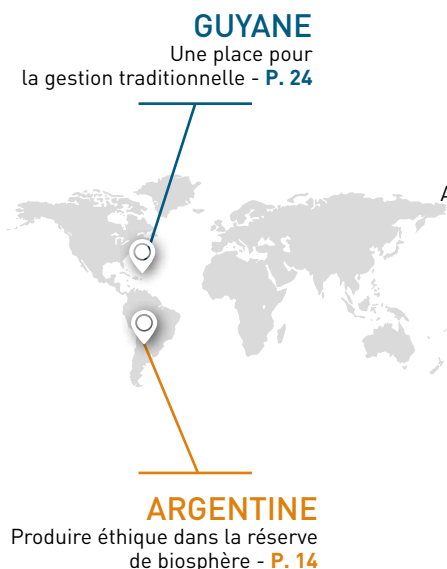 GUYANE
Une place pour
la gestion traditionnelle - P. 24
A
ARGENTINE
Produire éthique dans la réserve
de biosphère - P. 14